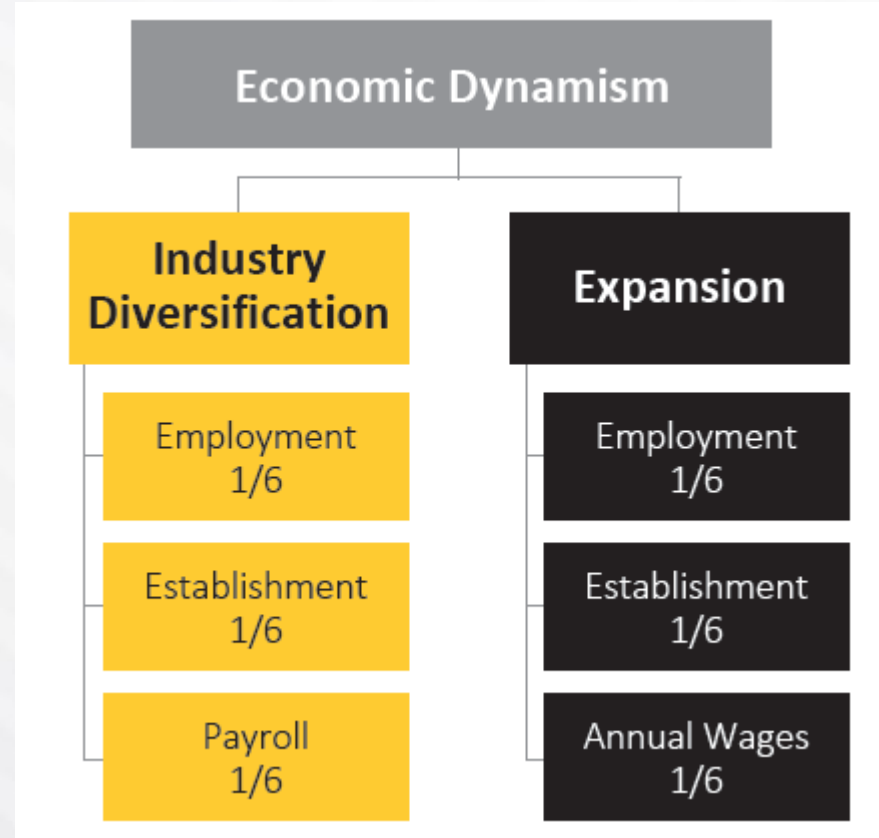 Economic Dynamism
Industry
Diversification
Employment
1/6
Establishment
1/6
Payroll
1/6
Expansion
Employment
1/6
Establishment
1/6
Annual Wages
1/6